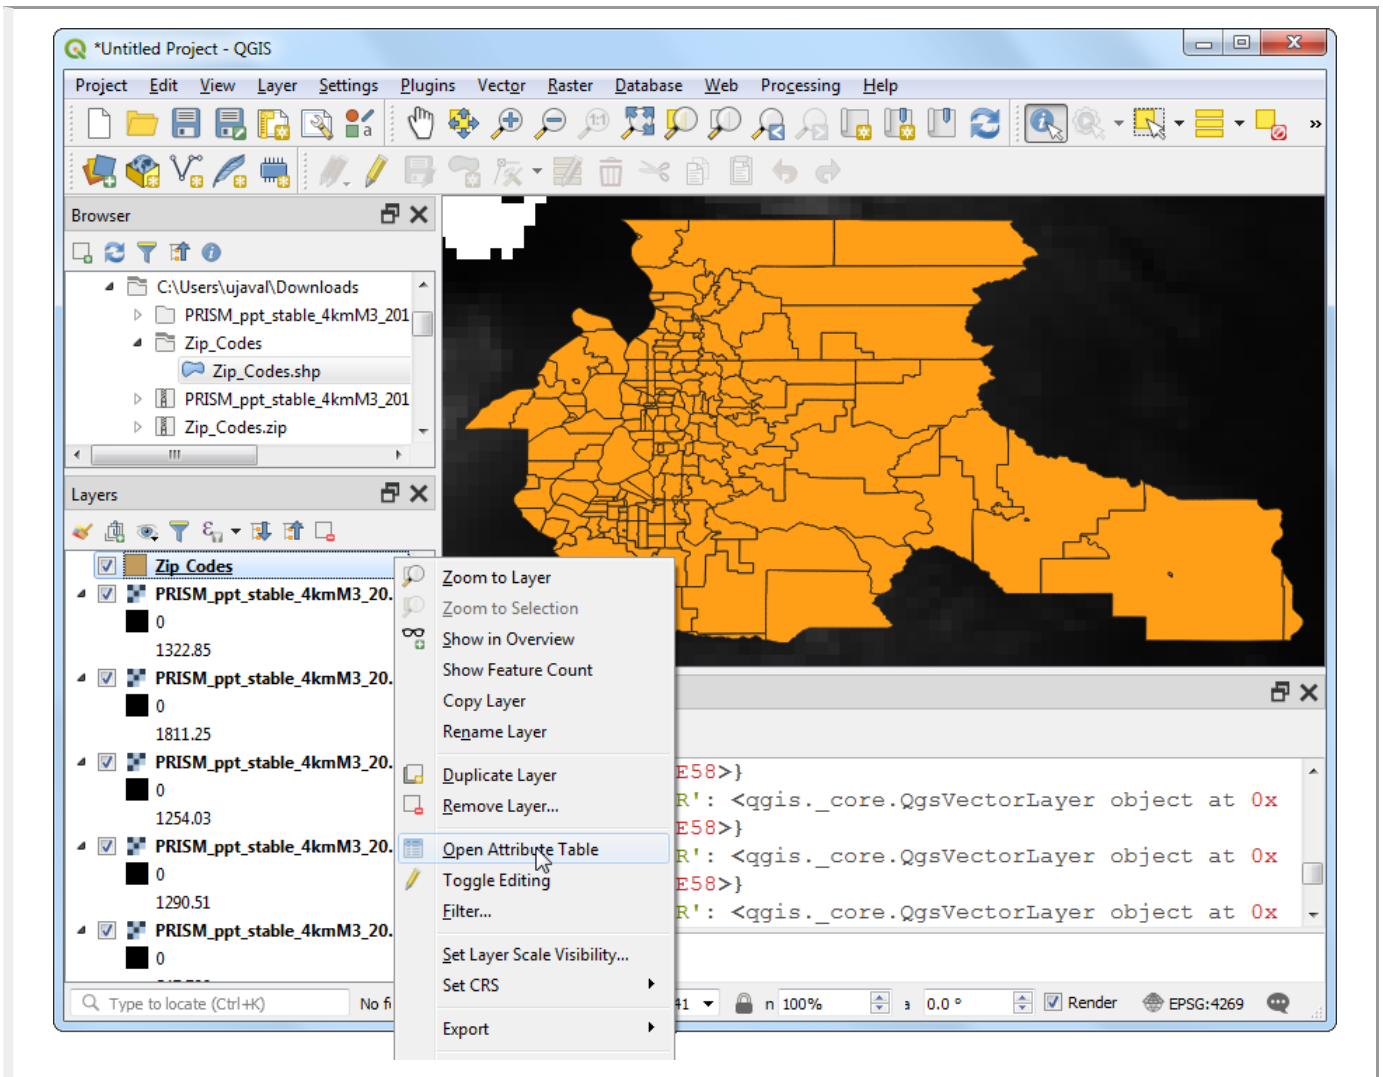 *Untitled Project - QGIS
Project Edit View Layer Settings Plugins Vector Raster Database Web Processing Help
Browser
C:\Users\ujaval\Downloads
PRISM_ppt_stable_4kmM3_201
Zip_Codes
Zip_Codes.shp
PRISM_ppt_stable_4kmM3_201
Zip_Codes.zip
Layers
Zip Codes
PRISM_ppt_stable_4kmM3_20.
0
1322.85
PRISM_ppt_stable_4kmM3_20.
0
1811.25
PRISM_ppt_stable_4kmM3_20.
0
1254.03
PRISM_ppt_stable_4kmM3_20.
0
1290.51
PRISM_ppt_stable_4kmM3_20.
0
Zoom to Layer
Zoom to Selection
Show in Overview
Show Feature Count
Copy Layer
Rename Layer
Duplicate Layer
Remove Layer...
Open Attribute Table
Toggle Editing
Filter...
Set Layer Scale Visibility...
Set CRS
Export
E58>}
R': <qgis._core.QgsVectorLayer object at 0x
E58>}
R': <qgis._core.QgsVectorLayer object at 0x
E58>}
R': <qgis._core.QgsVectorLayer object at 0x
Type to locate (Ctrl+K) No f 41 n 100% a 0.0 ° Render EPSG:4269